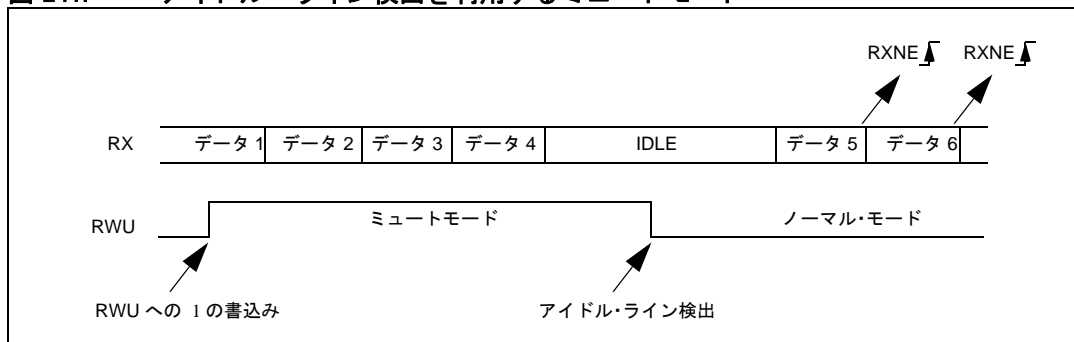 RXNE RXNE
RX データ 1 データ 2 データ 3 データ 4 IDLE データ 5 データ 6
RWU ミュートモード ノーマル・モード
RWU への 1 の書込み アイドル・ライン検出